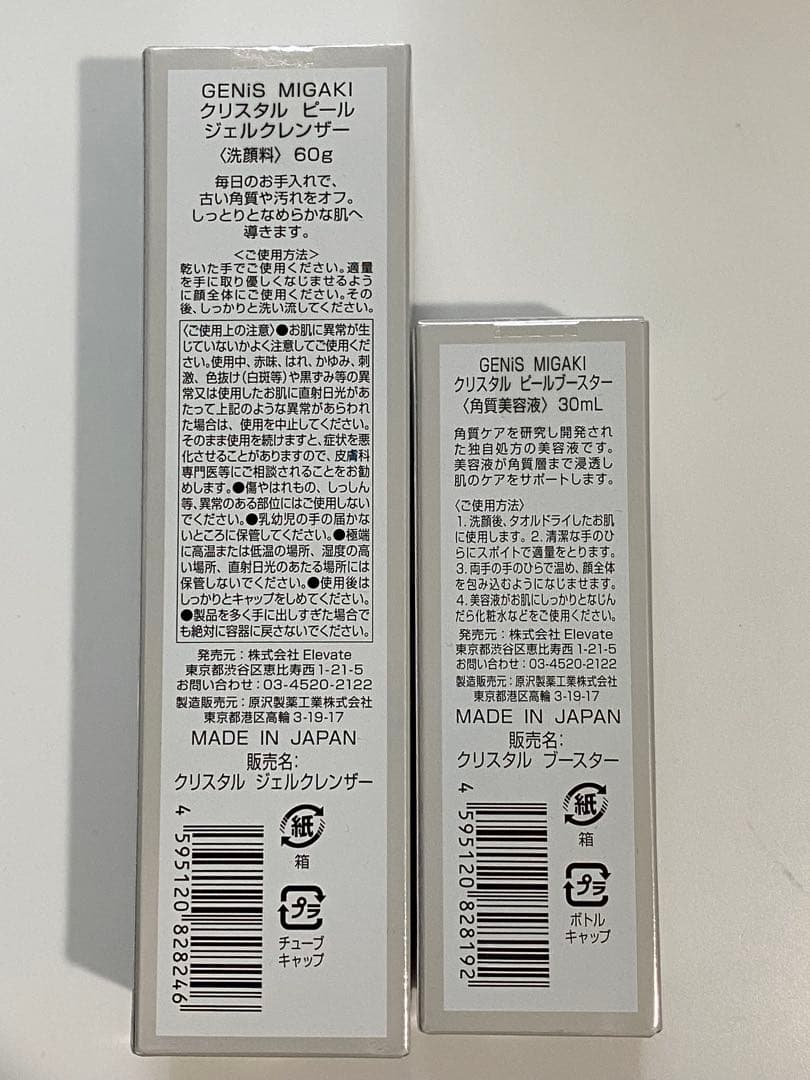 GENiS MIGAKI
クリスタル ピール
ジェルクレンザー
〈洗顔料〉 60g
毎日のお手入れで、
古い角質や汚れをオフ。
しっとりとなめらかな肌へ
導きます。
<ご使用方法>
乾いた手でご使用ください。適量
を手に取り優しくなじませるよう
に顔全体にご使用ください。その
後、しっかりと洗い流してください。
〈ご使用上の注意〉●お肌に異常が生
じていないかよく注意してご使用くだ
さい。使用中、赤味、はれ、かゆみ、刺
激、色抜け(白斑等)や黒ずみ等の異
常又は使用したお肌に直射日光があ
たって上記のような異常があらわれ
た場合は、使用を中止してください。
そのまま使用を続けますと、症状を悪
化させることがありますので、皮膚科
専門医等にご相談されることをお勧
めします。●傷やはれもの、しっしん
等、異常のある部位にはご使用しない
でください。●乳幼児の手の届かな
いところに保管してください。●極端
に高温または低温の場所、湿度の高
い場所、直射日光のあたる場所には
保管しないでください。●使用後は
しっかりとキャップをしめてください。
●製品を多く手に出しすぎた場合で
も絶対に容器に戻さないでください。
発売元：株式会社Elevate
東京都渋谷区恵比寿西1-21-5
お問い合わせ：03-4520-2122
製造販売元：原沢製薬工業株式会社
東京都港区高輪3-19-17
MADE IN JAPAN
販売名：
クリスタル ジェルクレンザー
4 595120 828246
紙
箱
プラ
チューブ
キャップ
GENiS MIGAKI
クリスタル ピールブースター
〈角質美容液〉 30mL
角質ケアを研究し開発され
た独自処方の美容液です。
美容液が角質層まで浸透し
肌のケアをサポートします。
〈ご使用方法〉
1. 洗顔後、タオルドライしたお肌
に使用します。2. 清潔な手のひ
らにスポイトで適量をとります。
3. 両手の手のひらで温め、顔全体
を包み込むようになじませます。
4. 美容液がお肌にしっかりとなじん
だら化粧水などをご使用ください。
発売元：株式会社Elevate
東京都渋谷区恵比寿西1-21-5
お問い合わせ：03-4520-2122
製造販売元：原沢製薬工業株式会社
東京都港区高輪3-19-17
MADE IN JAPAN
販売名：
クリスタル ブースター
4 595120 828192
紙
箱
プラ
ボトル
キャップ